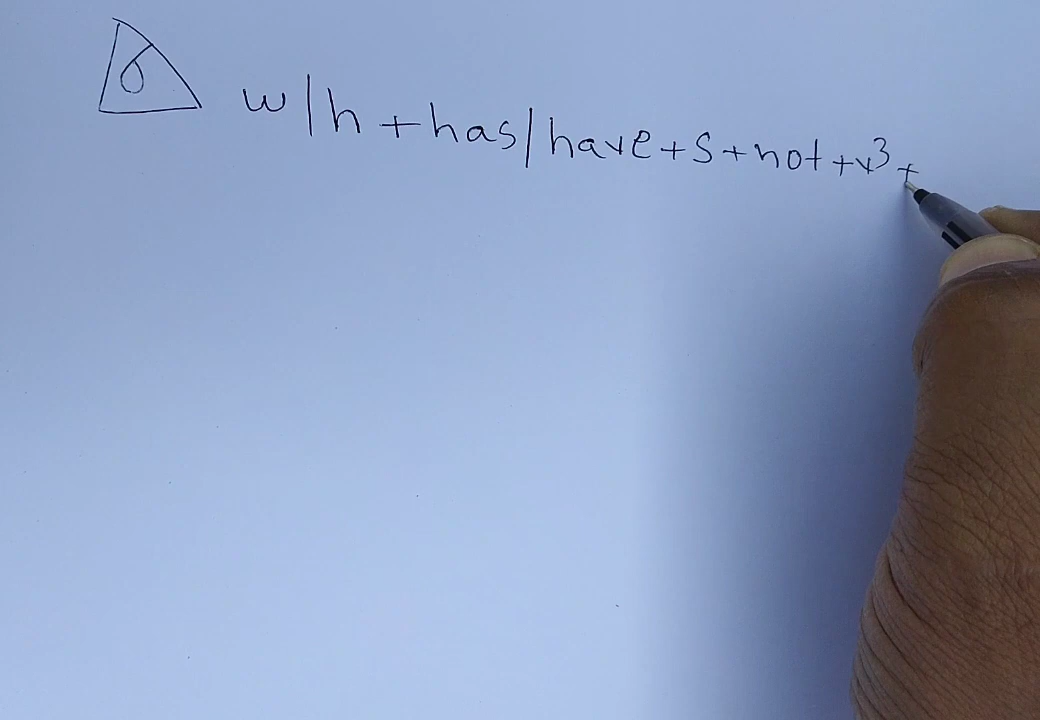 6 w/h + has/have + S + not + v3 +